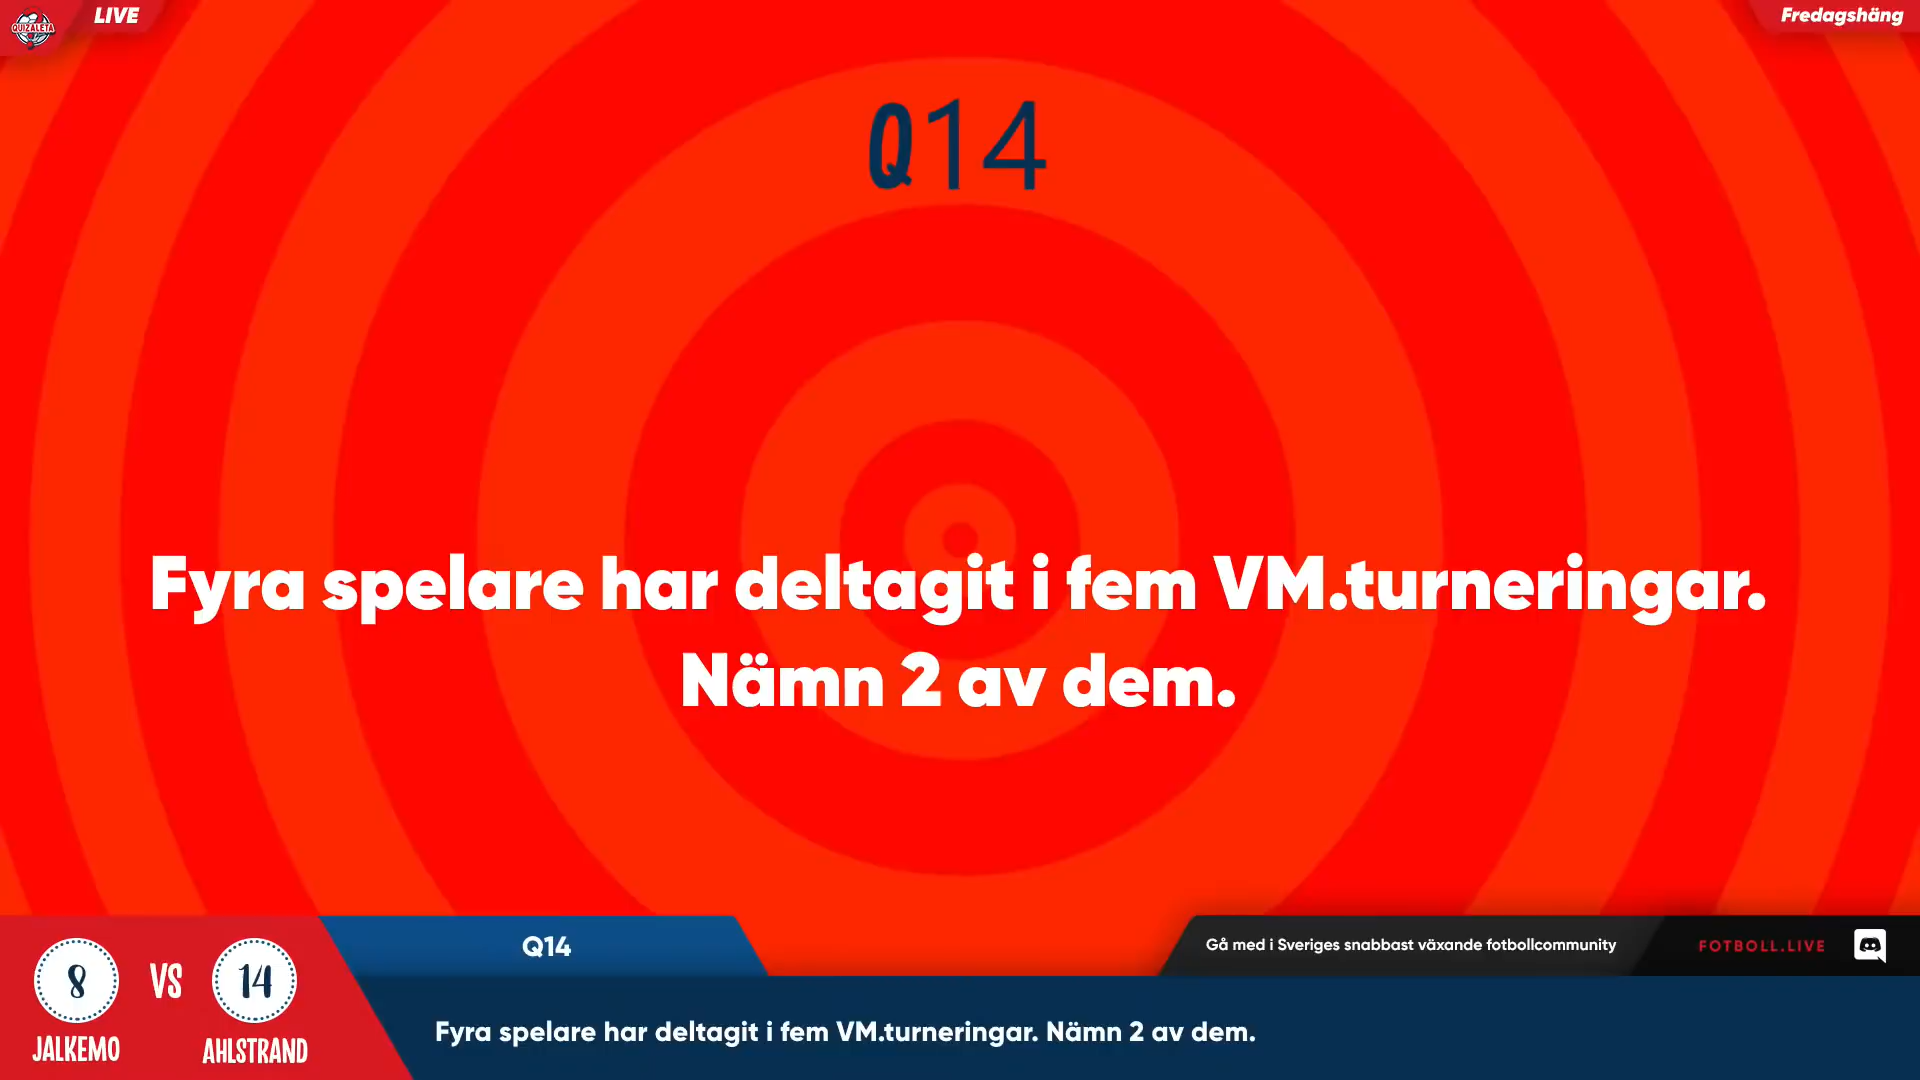 QUIZALETA
LIVE
Fredagshäng
Q14
Fyra spelare har deltagit i fem VM.turneringar.
Nämn 2 av dem.
8 VS 14
JALKEMO
AHLSTRAND
Q14
Gå med i Sveriges snabbast växande fotbollcommunity
FOTBOLL.LIVE
Fyra spelare har deltagit i fem VM.turneringar. Nämn 2 av dem.